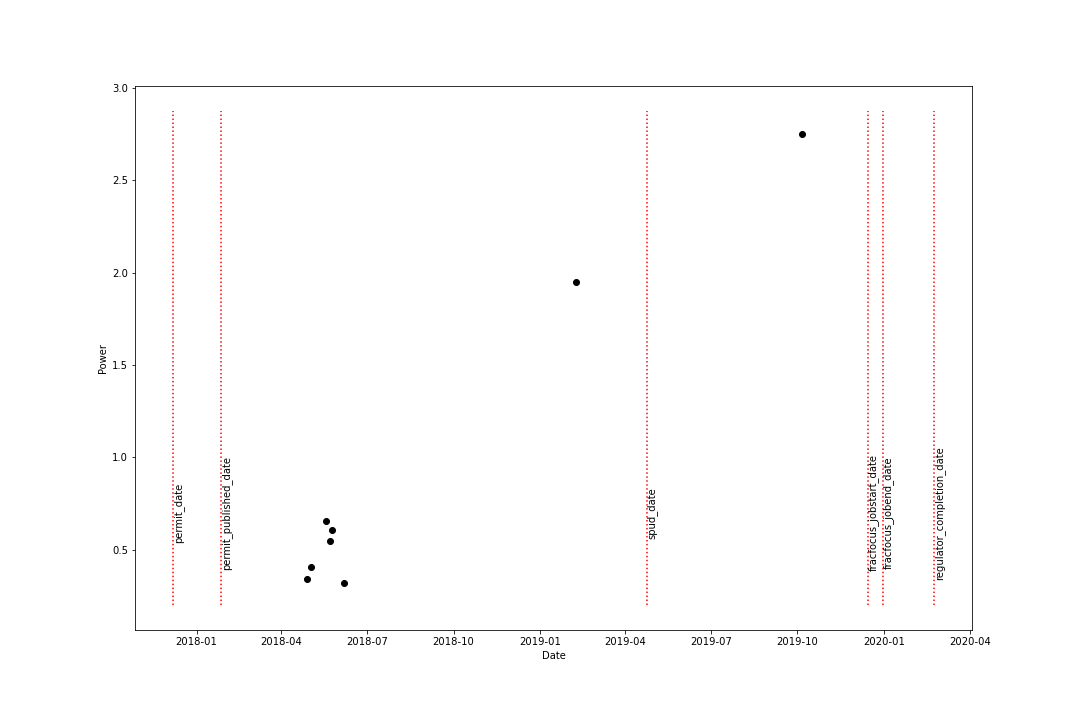 3.0
2.5
2.0
1.5
1.0
0.5
Power
permit_date
permit_published_date
spud_date
fracfocus_jobstart_date
fracfocus_jobend_date
regulator_completion_date
2018-01
2018-04
2018-07
2018-10
2019-01
2019-04
2019-07
2019-10
2020-01
2020-04
Date